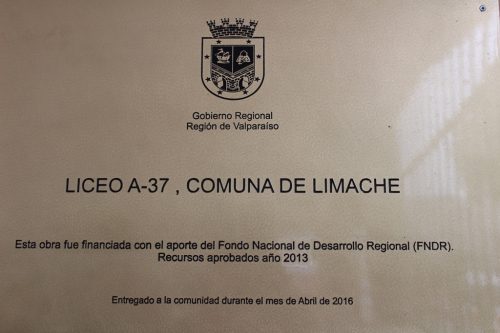 Gobierno Regional
Región de Valparaíso
LICEO A-37 , COMUNA DE LIMACHE
Esta obra fue financiada con el aporte del Fondo Nacional de Desarrollo Regional (FNDR).
Recursos aprobados año 2013
Entregado a la comunidad durante el mes de Abril de 2016